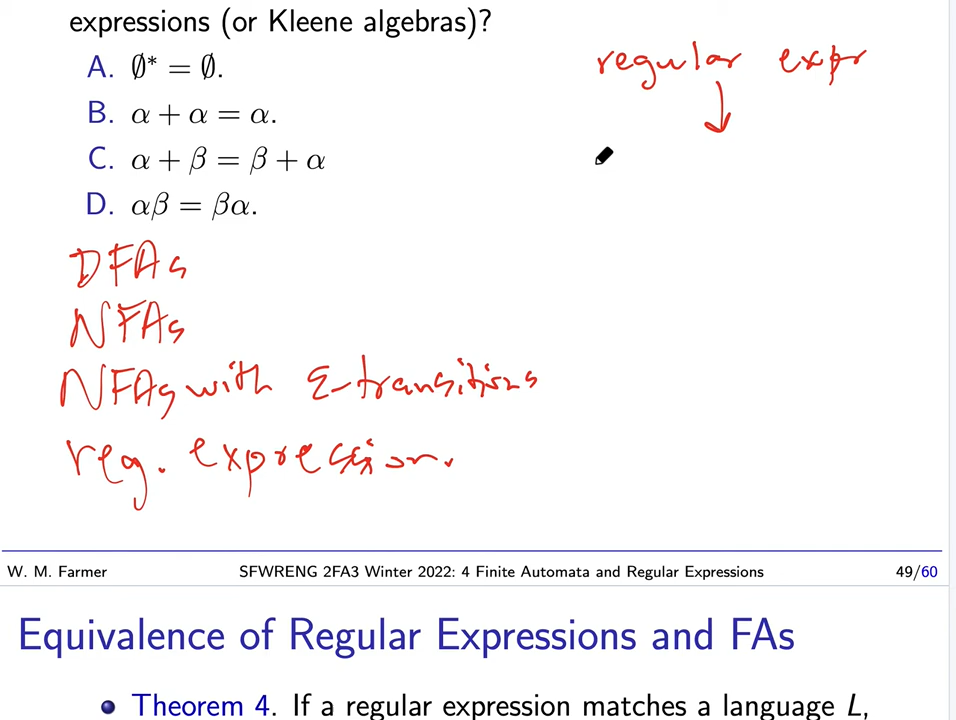 expressions (or Kleene algebras)?
A. ∅* = ∅.
B. α + α = α.
C. α + β = β + α
D. αβ = βα.
regular expr
DFAs
NFAs
NFAs with ε-transitions
reg. expression.
W. M. Farmer SFWRENG 2FA3 Winter 2022: 4 Finite Automata and Regular Expressions 49/60
Equivalence of Regular Expressions and FAs
Theorem 4. If a regular expression matches a language L,